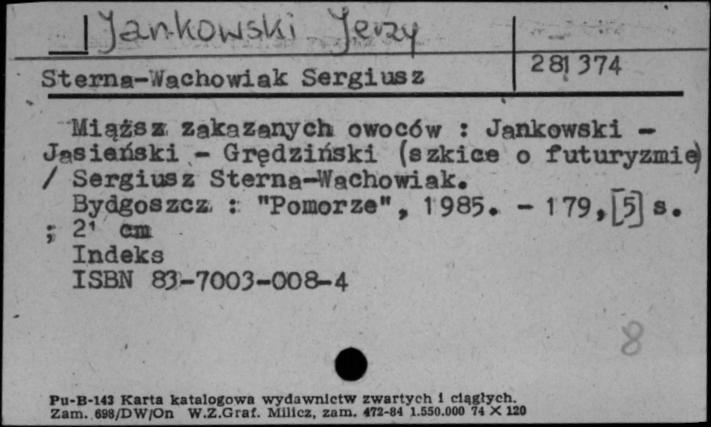 Jankowski Jerzy
Sterna-Wachowiak Sergiusz
281 374
Miąższ zakazanych owoców : Jankowski -
Jasieński - Grędziński (szkice o futuryzmie)
/ Sergiusz Sterna-Wachowiak.
Bydgoszcz : "Pomorze", 1985. - 179, [5] s.
; 21 cm
Indeks
ISBN 83-7003-008-4
8
Pu-B-143 Karta katalogowa wydawnictw zwartych i ciągłych.
Zam. 698/DW/On W.Z.Graf. Milicz, zam. 472-84 1.550.000 74 X 120